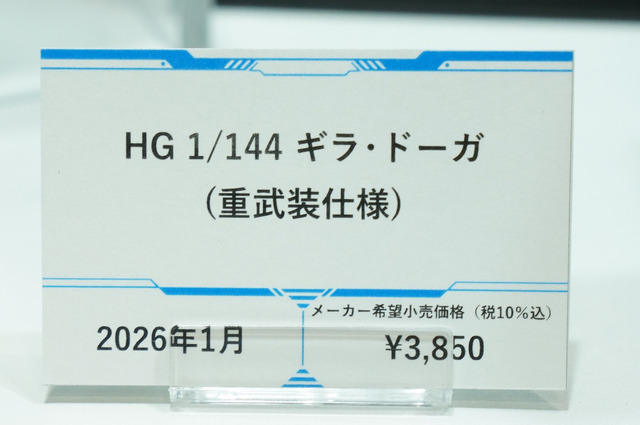 HG 1/144 ギラ・ドーガ
(重武装仕様)
メーカー希望小売価格（税10％込）
2026年1月
¥3,850